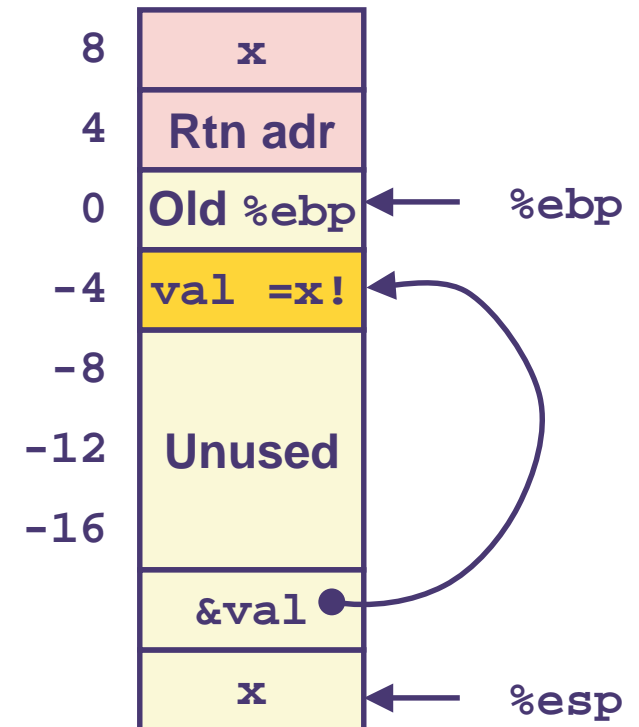 8 x
4 Rtn adr
0 Old %ebp %ebp
-4 val =x!
-8
-12 Unused
-16
&val
x %esp